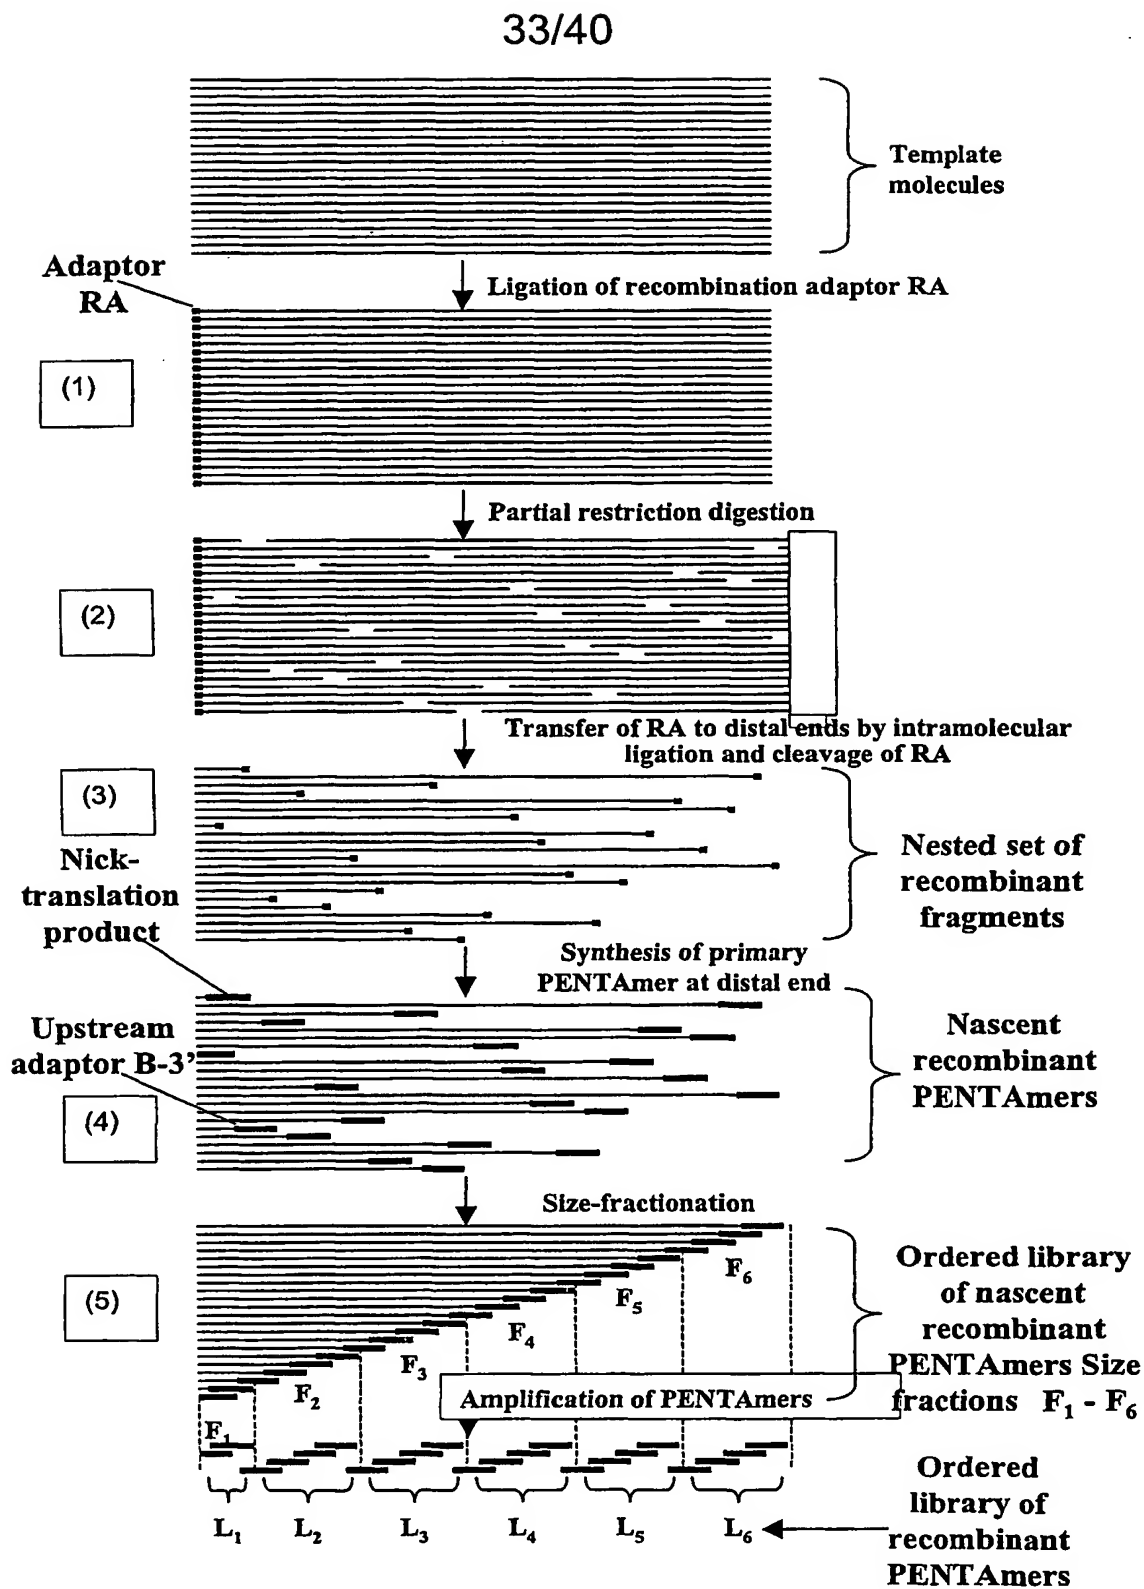 33/40
Template
molecules
Adaptor
RA
Ligation of recombination adaptor RA
(1)
Partial restriction digestion
(2)
Transfer of RA to distal ends by intramolecular
ligation and cleavage of RA
(3)
Nested set of
recombinant
fragments
Nick-
translation
product
Synthesis of primary
PENTAmer at distal end
Upstream
adaptor B-3’
Nascent
recombinant
PENTAmers
(4)
Size-fractionation
(5)
F6
F5
F4
F3
F2
F1
Ordered library
of nascent
recombinant
PENTAmers Size
fractions F1 - F6
Amplification of PENTAmers
L1 L2 L3 L4 L5 L6
Ordered
library of
recombinant
PENTAmers